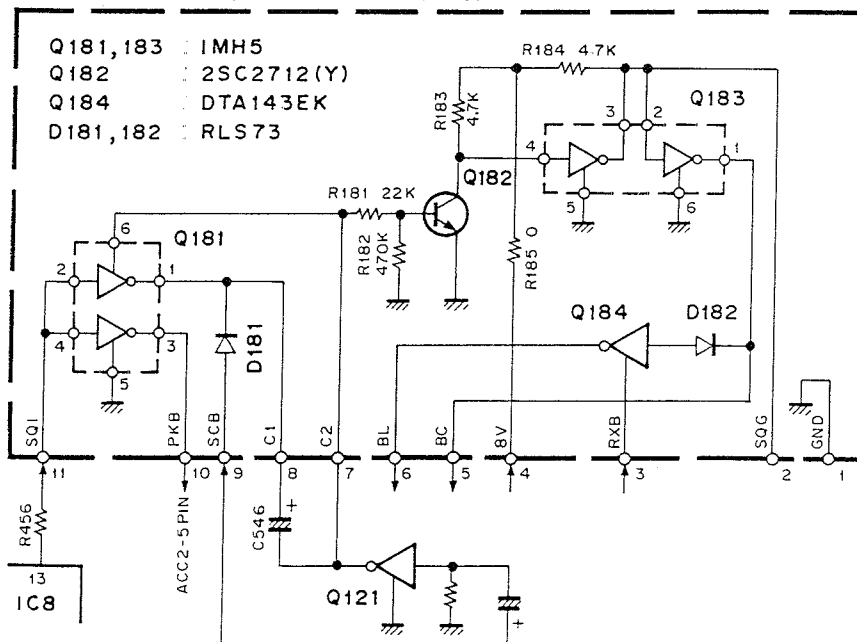 Q181,183 : IMH5
Q182 : 2SC2712(Y)
Q184 : DTA143EK
D181,182 : RLS73
R184 4.7K
R183 4.7K
Q183
3 2
4 1
5 6
Q182
R181 22K
R182 470K
R185 0
6
Q181
2 1
4 3
5
D181
Q184
D182
SQI
PKB
SCB
C1
C2
BL
BC
8V
RXB
SQG
GND
11 10 9 8 7 6 5 4 3 2 1
R456
ACC2-5PIN
C546
+
Q121
+
13
IC8